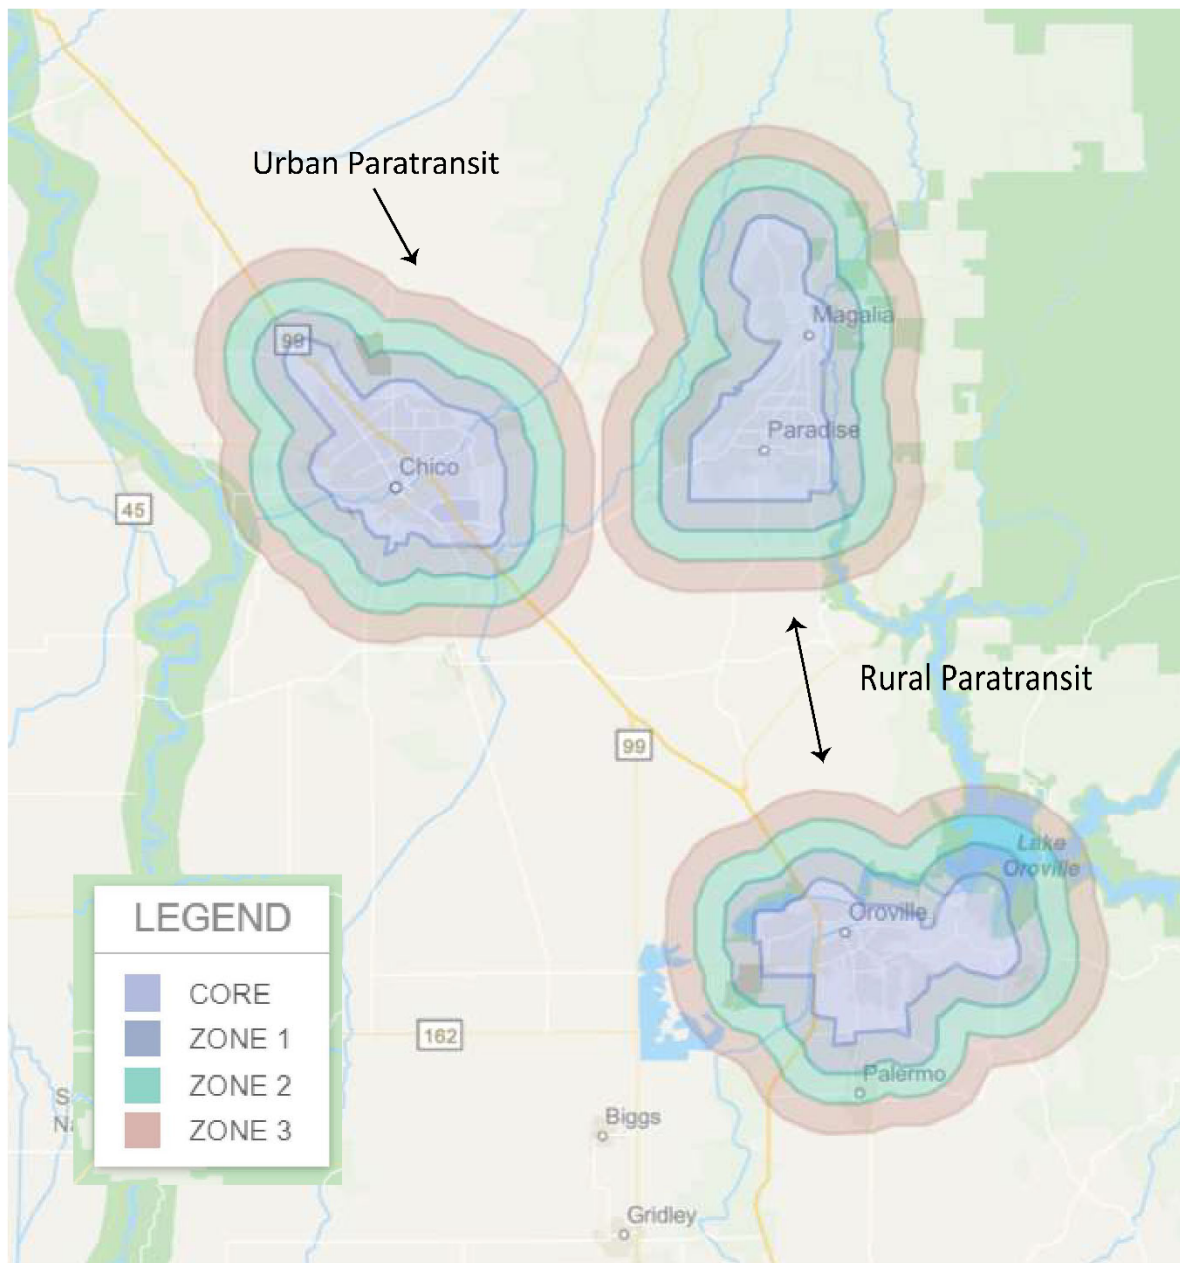 Urban Paratransit
99
Magalia
Paradise
Chico
45
Rural Paratransit
99
Lake
Oroville
Oroville
LEGEND
CORE
ZONE 1
ZONE 2
ZONE 3
162
Palermo
Biggs
Gridley